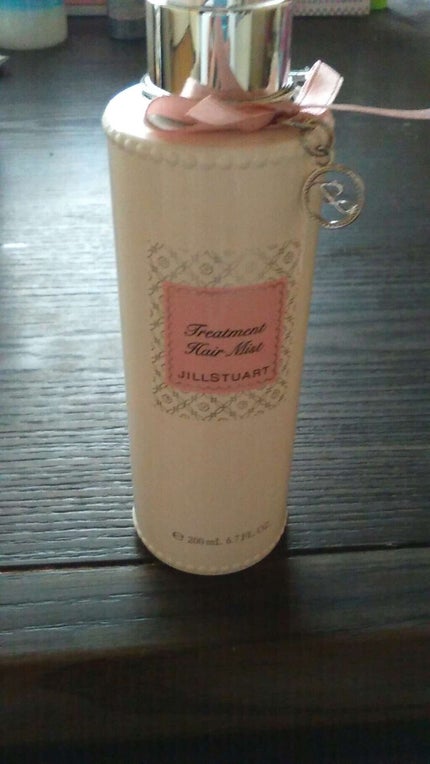 Treatment
Hair Mist
JILLSTUART
℮ 200 mL 6.7 FL. OZ.